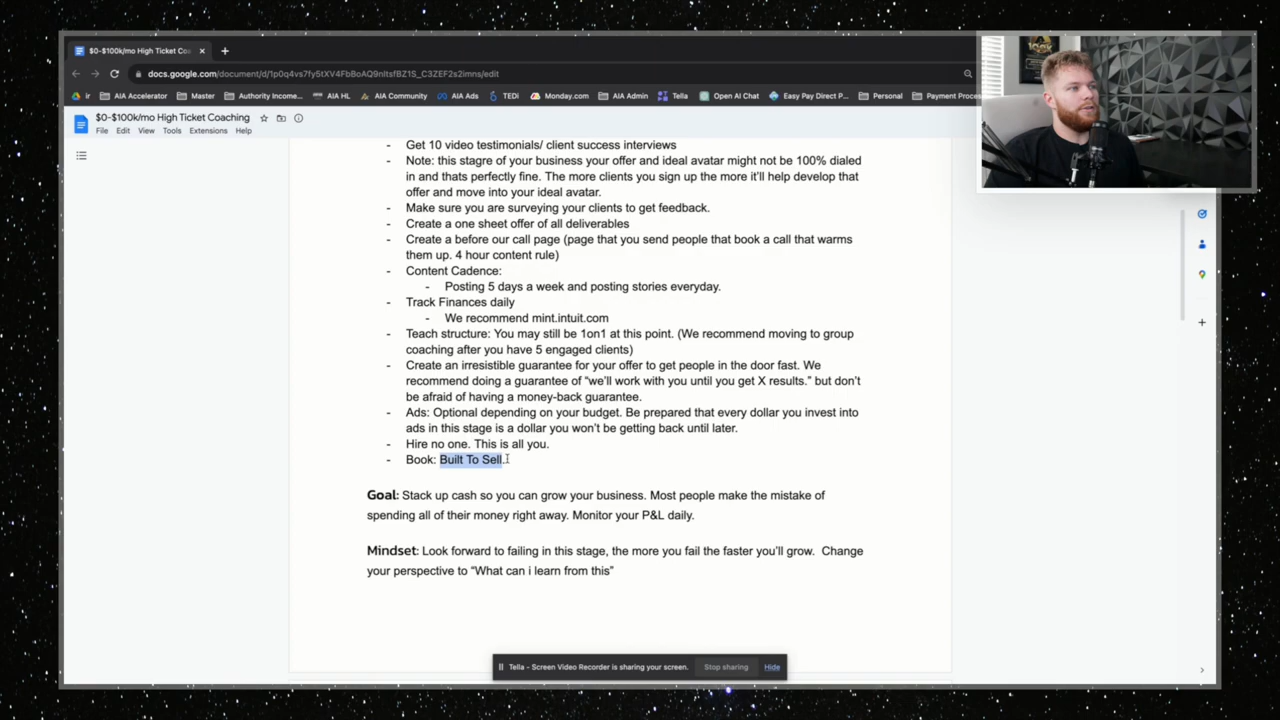 $0-$100k/mo High Ticket Coa
docs.google.com/document/d/1p0q4vs7fy5tXV4FbBoAQ9nltsfBZ1S_C3ZEF2s2imns/edit
air
AIA Accelerator
Master
Authority Income...
AIA HL
AIA Community
AIA Ads
TEDI
Monday.com
AIA Admin
Tella
Open AI Chat
Easy Pay Direct P...
Personal
Payment Proces
$0-$100k/mo High Ticket Coaching
File Edit View Tools Extensions Help
- Get 10 video testimonials/ client success interviews
- Note: this stagre of your business your offer and ideal avatar might not be 100% dialed
in and thats perfectly fine. The more clients you sign up the more it'll help develop that
offer and move into your ideal avatar.
- Make sure you are surveying your clients to get feedback.
- Create a one sheet offer of all deliverables
- Create a before our call page (page that you send people that book a call that warms
them up. 4 hour content rule)
- Content Cadence:
- Posting 5 days a week and posting stories everyday.
- Track Finances daily
- We recommend mint.intuit.com
- Teach structure: You may still be 1on1 at this point. (We recommend moving to group
coaching after you have 5 engaged clients)
- Create an irresistible guarantee for your offer to get people in the door fast. We
recommend doing a guarantee of “we’ll work with you until you get X results.” but don’t
be afraid of having a money-back guarantee.
- Ads: Optional depending on your budget. Be prepared that every dollar you invest into
ads in this stage is a dollar you won’t be getting back until later.
- Hire no one. This is all you.
- Book: Built To Sell.
Goal: Stack up cash so you can grow your business. Most people make the mistake of
spending all of their money right away. Monitor your P&L daily.
Mindset: Look forward to failing in this stage, the more you fail the faster you’ll grow. Change
your perspective to “What can i learn from this”
Tella - Screen Video Recorder is sharing your screen. Stop sharing Hide